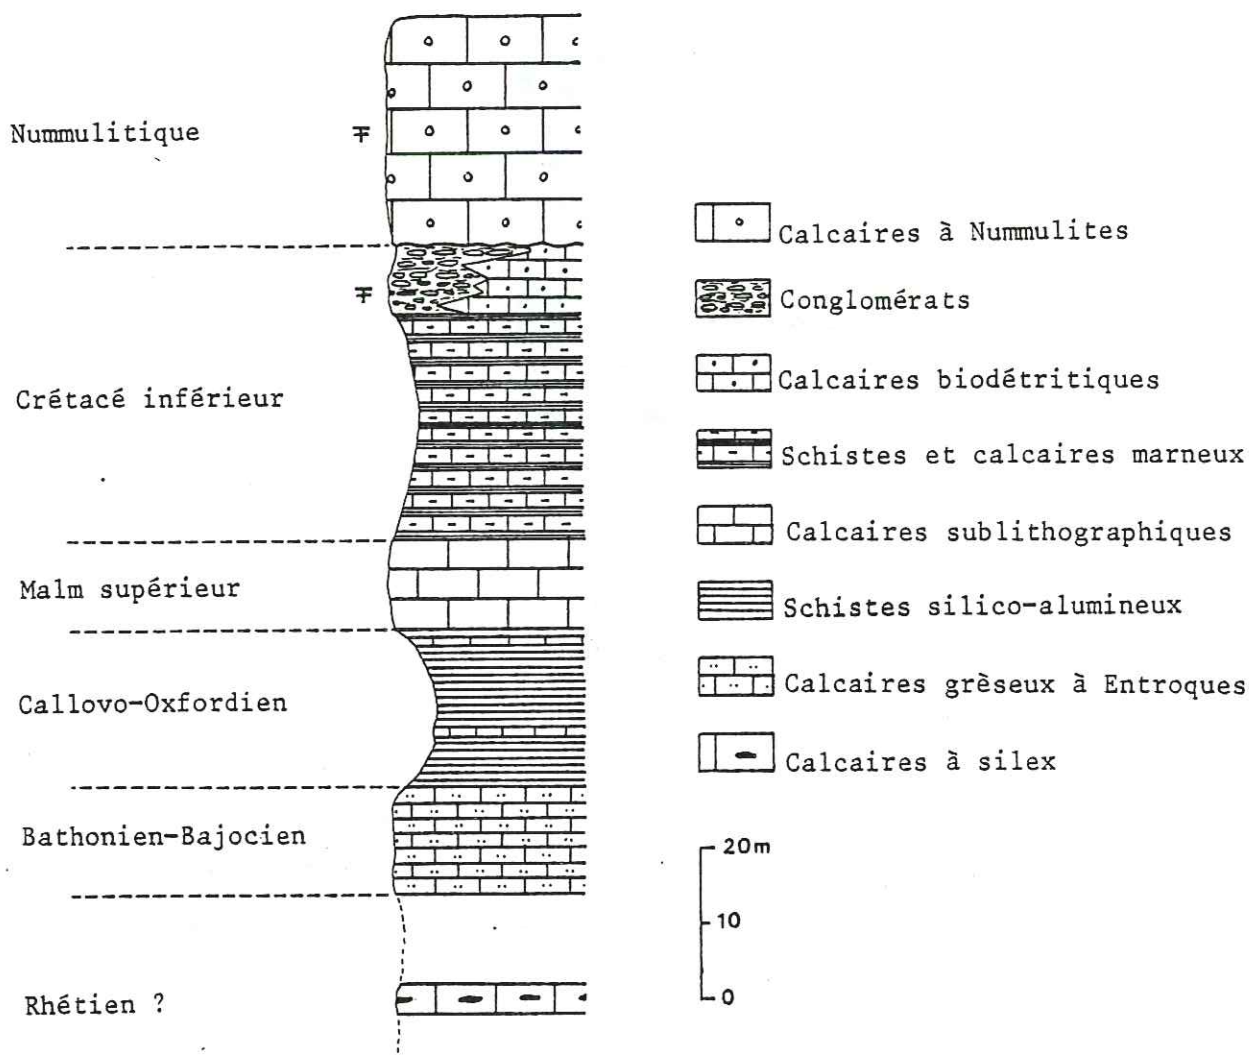 Nummulitique
Crétacé inférieur
Malm supérieur
Callovo-Oxfordien
Bathonien-Bajocien
Rhétien ?
Calcaires à Nummulites
Conglomérats
Calcaires biodétritiques
Schistes et calcaires marneux
Calcaires sublithographiques
Schistes silico-alumineux
Calcaires grèseux à Entroques
Calcaires à silex
20m
10
0